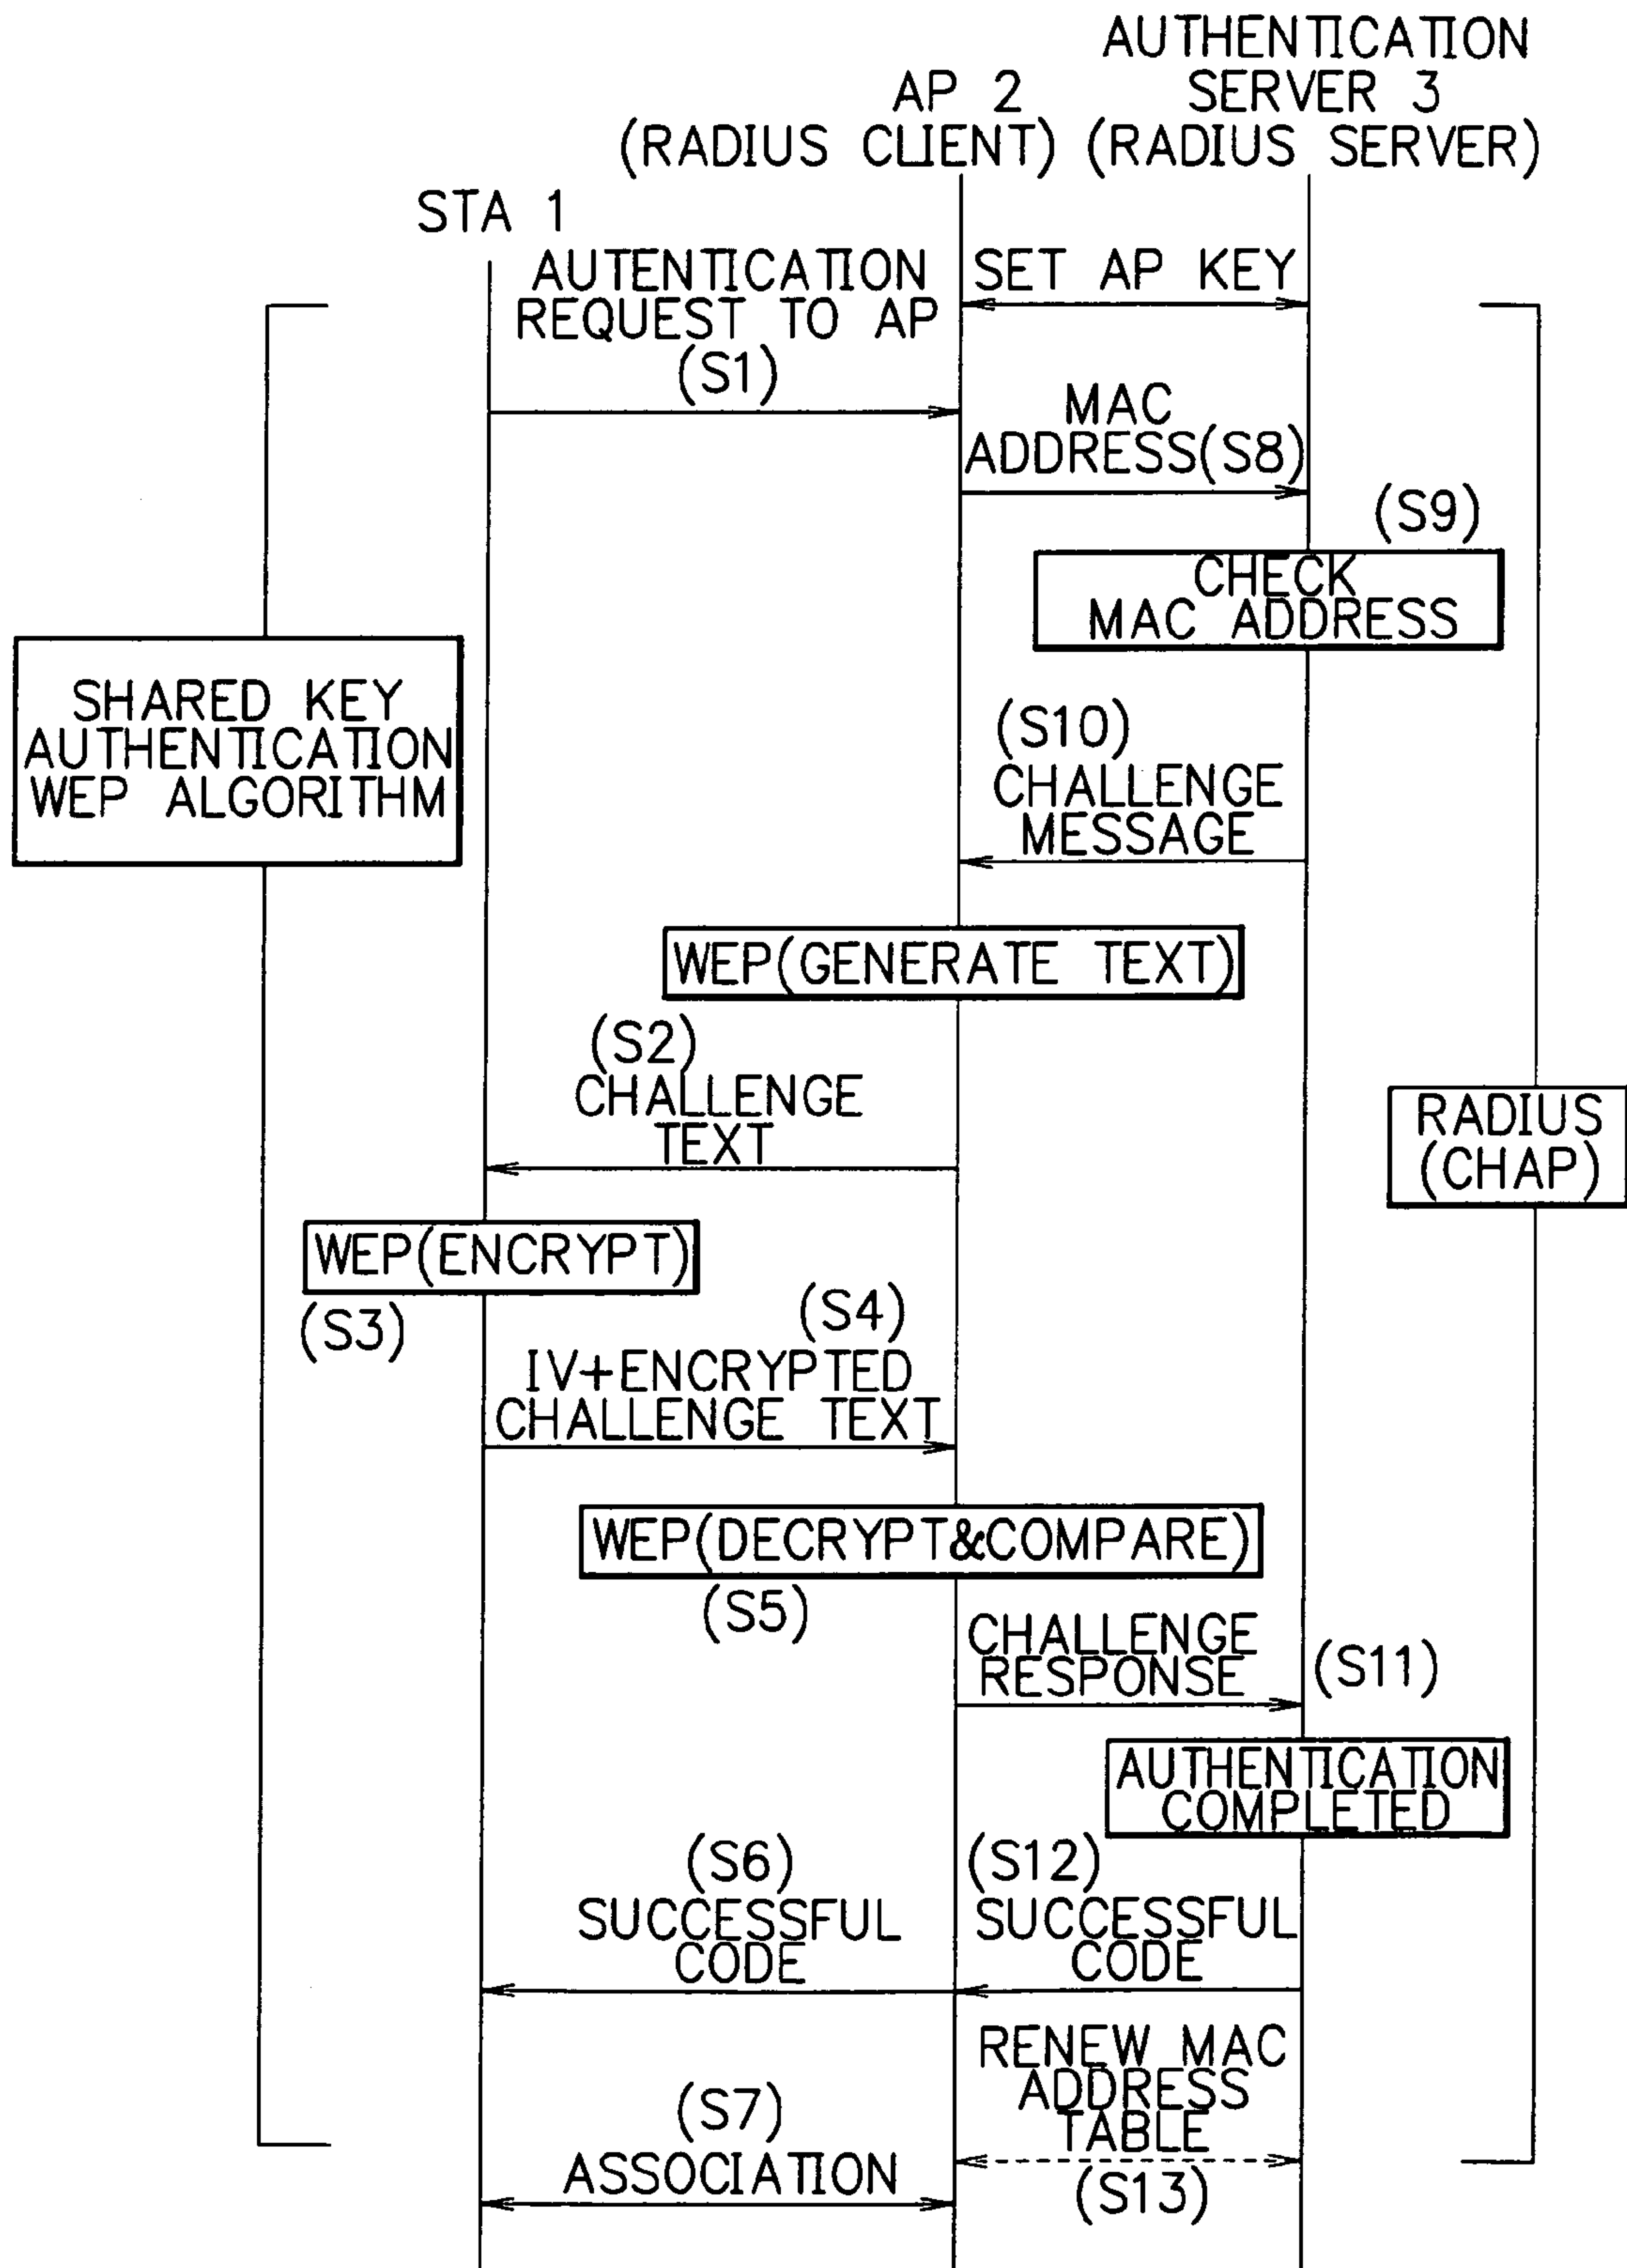 AUTHENTICATION
SERVER 3
(RADIUS SERVER)
AP 2
(RADIUS CLIENT)
STA 1
AUTENTICATION
REQUEST TO AP
(S1)
SET AP KEY
MAC
ADDRESS(S8)
(S9)
CHECK
MAC ADDRESS
SHARED KEY
AUTHENTICATION
WEP ALGORITHM
(S10)
CHALLENGE
MESSAGE
WEP(GENERATE TEXT)
(S2)
CHALLENGE
TEXT
RADIUS
(CHAP)
WEP(ENCRYPT)
(S3)
(S4)
IV+ENCRYPTED
CHALLENGE TEXT
WEP(DECRYPT&COMPARE)
(S5)
CHALLENGE
RESPONSE
(S11)
AUTHENTICATION
COMPLETED
(S6)
SUCCESSFUL
CODE
(S12)
SUCCESSFUL
CODE
RENEW MAC
ADDRESS
TABLE
(S13)
(S7)
ASSOCIATION